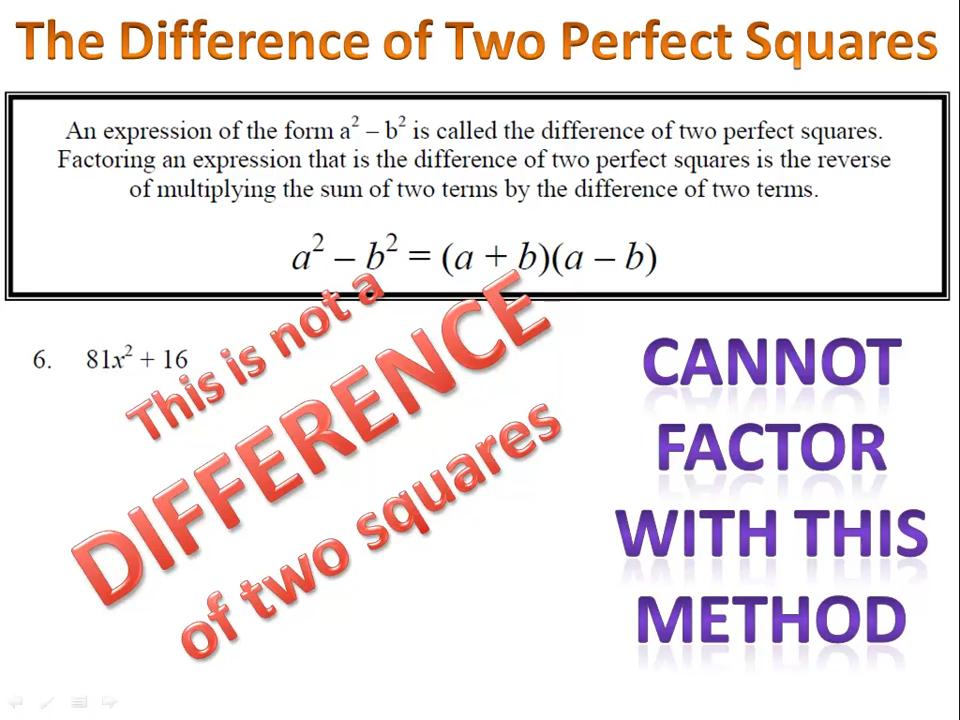 The Difference of Two Perfect Squares
An expression of the form a² – b² is called the difference of two perfect squares.
Factoring an expression that is the difference of two perfect squares is the reverse
of multiplying the sum of two terms by the difference of two terms.
a² – b² = (a + b)(a – b)
6. 81x² + 16
This is not a
DIFFERENCE
of two squares
CANNOT
FACTOR
WITH THIS
METHOD